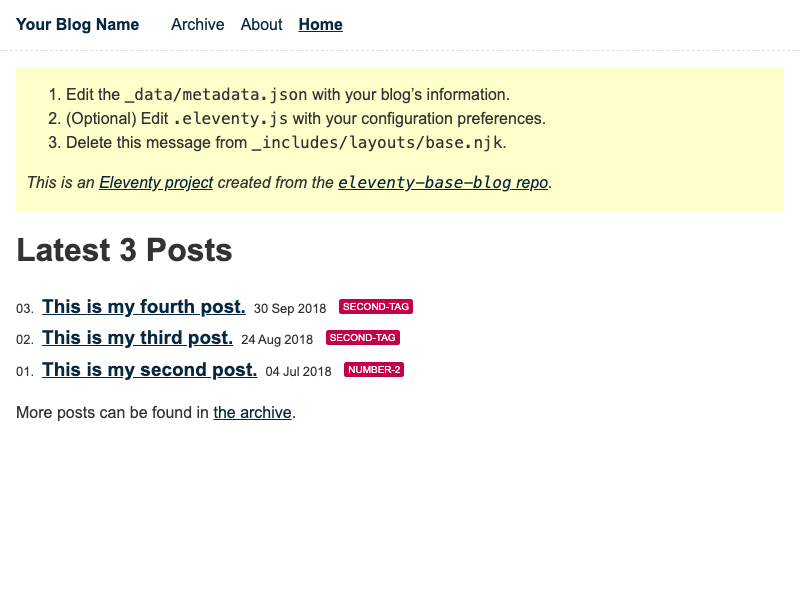 Your Blog Name Archive About Home
1. Edit the _data/metadata.json with your blog’s information.
2. (Optional) Edit .eleventy.js with your configuration preferences.
3. Delete this message from _includes/layouts/base.njk.
This is an Eleventy project created from the eleventy-base-blog repo.
Latest 3 Posts
03. This is my fourth post. 30 Sep 2018 SECOND-TAG
02. This is my third post. 24 Aug 2018 SECOND-TAG
01. This is my second post. 04 Jul 2018 NUMBER-2
More posts can be found in the archive.